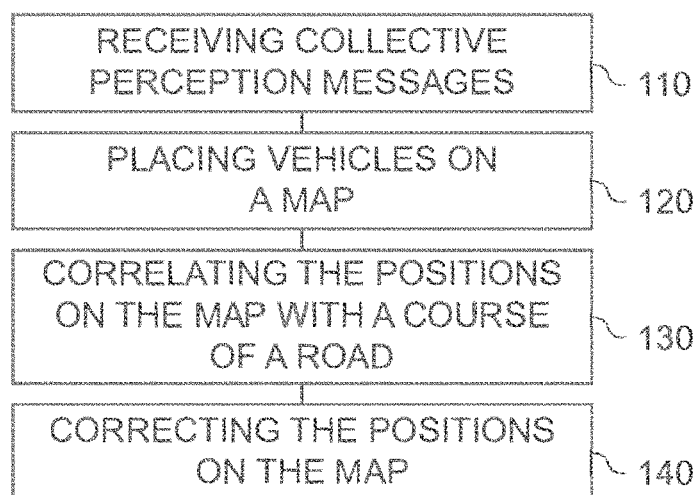 RECEIVING COLLECTIVE
PERCEPTION MESSAGES
110
PLACING VEHICLES ON
A MAP
120
CORRELATING THE POSITIONS
ON THE MAP WITH A COURSE
OF A ROAD
130
CORRECTING THE POSITIONS
ON THE MAP
140